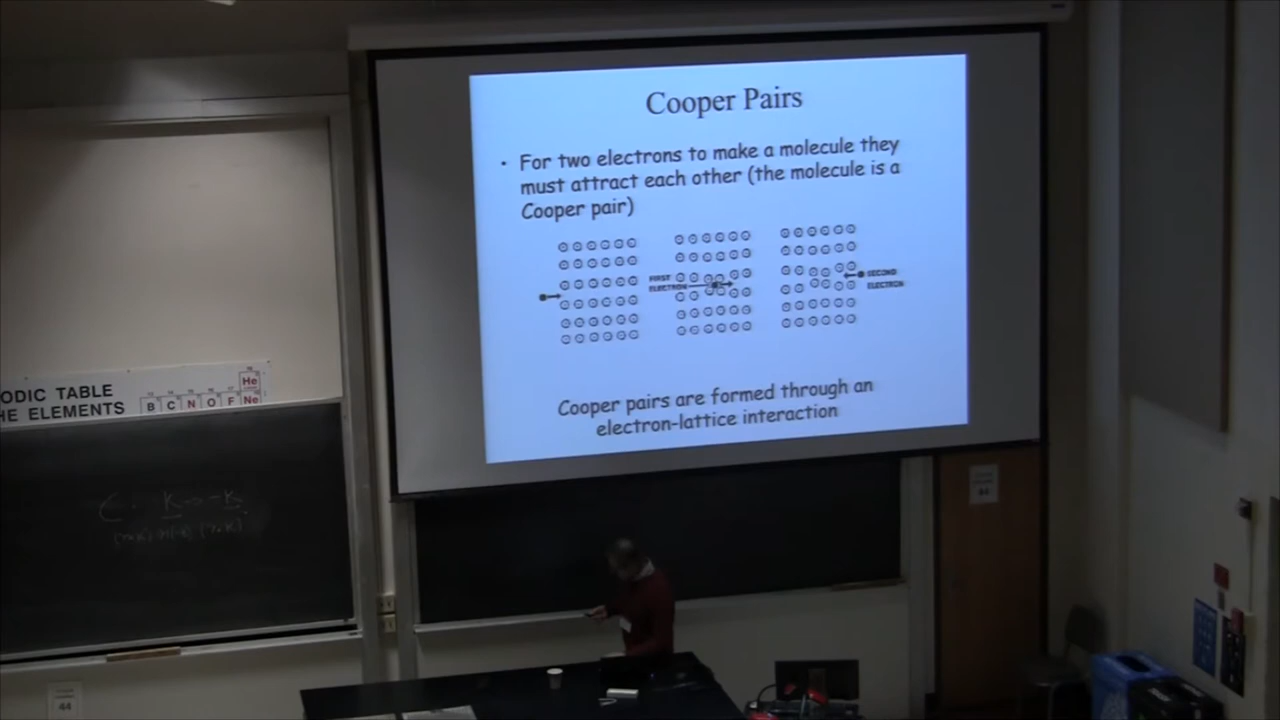 Cooper Pairs
• For two electrons to make a molecule they
must attract each other (the molecule is a
Cooper pair)
FIRST
ELECTRON
SECOND
ELECTRON
Cooper pairs are formed through an
electron-lattice interaction
ODIC TABLE
HE ELEMENTS
He
B C N O F Ne
44
44